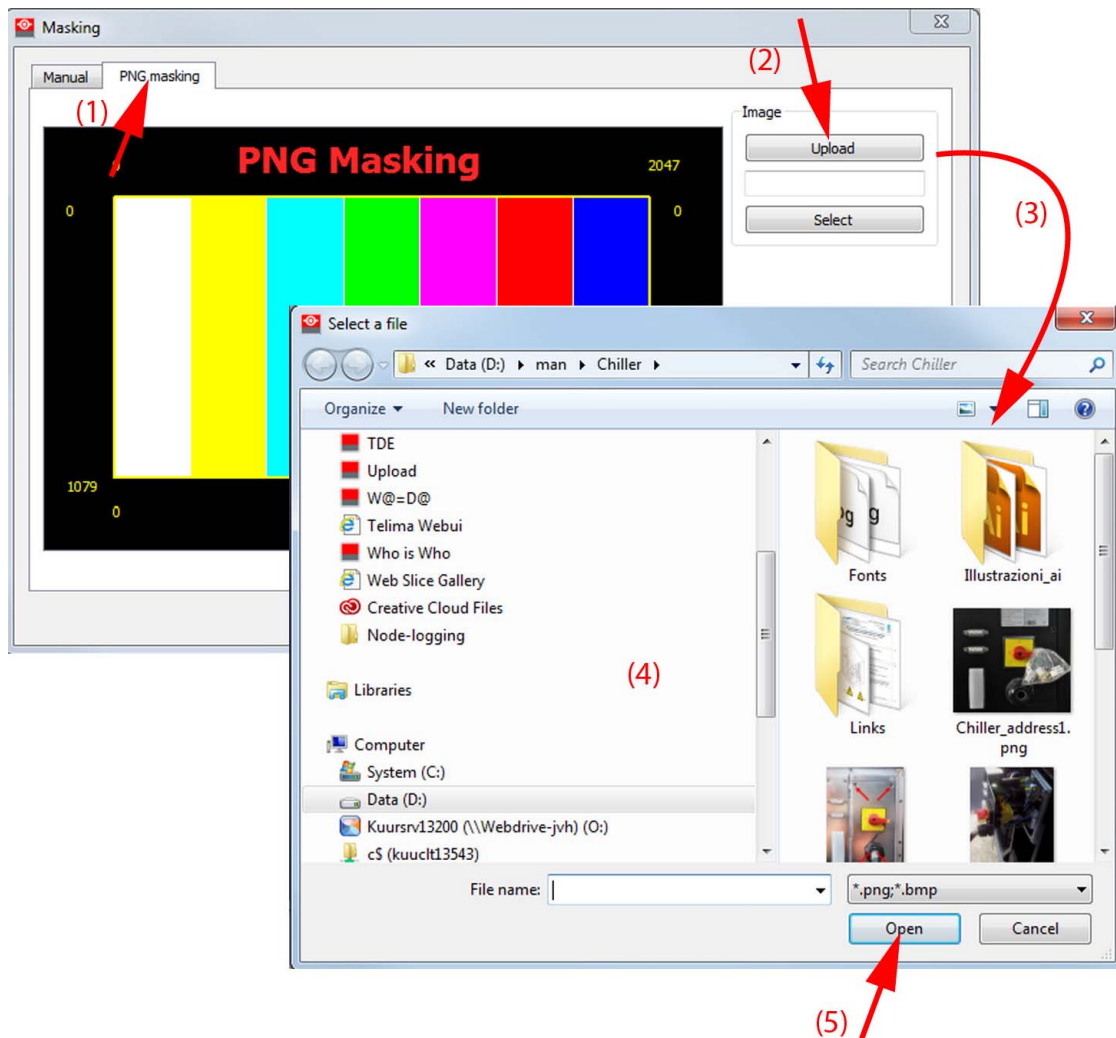 Masking
Manual
PNG masking
(1)
(2)
PNG Masking
0
2047
0
0
1079
0
Image
Upload
Select
(3)
Select a file
« Data (D:) ▸ man ▸ Chiller ▸
Search Chiller
Organize
New folder
TDE
Upload
W@=D@
Telima Webui
Who is Who
Web Slice Gallery
Creative Cloud Files
Node-logging
Libraries
Computer
System (C:)
Data (D:)
Kuursrv13200 (\\Webdrive-jvh) (O:)
c$ (kuuclt13543)
(4)
Fonts
Illustrazioni_ai
Links
Chiller_address1.
png
File name:
*.png;*.bmp
Open
Cancel
(5)